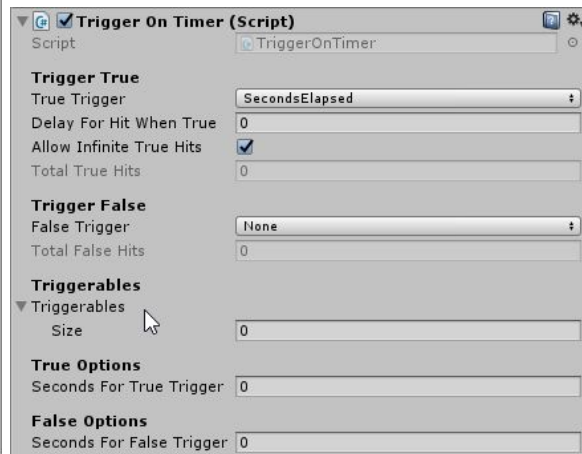 Trigger On Timer (Script)
Script TriggerOnTimer
Trigger True
True Trigger SecondsElapsed
Delay For Hit When True 0
Allow Infinite True Hits
Total True Hits 0
Trigger False
False Trigger None
Total False Hits 0
Triggerables
Triggerables
Size 0
True Options
Seconds For True Trigger 0
False Options
Seconds For False Trigger 0